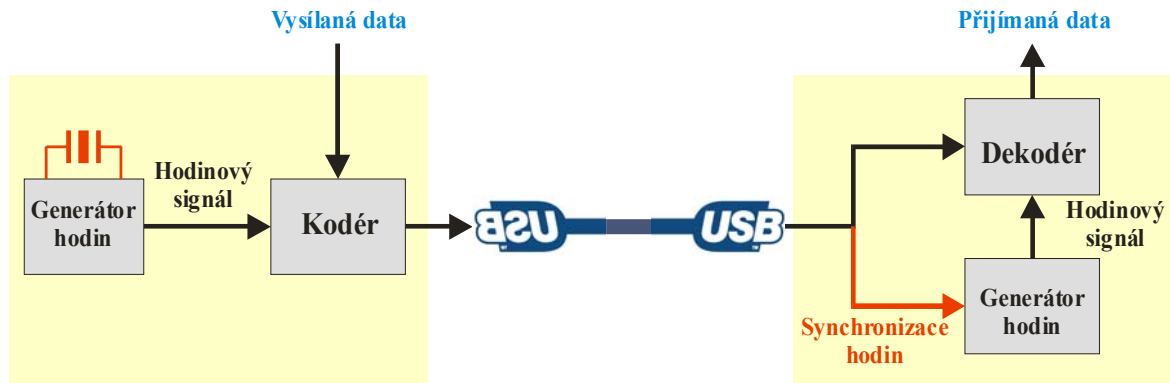 Vysílaná data
Přijímaná data
Generátor
hodin
Hodinový
signál
Kodér
USB
USB
Dekodér
Hodinový
signál
Generátor
hodin
Synchronizace
hodin